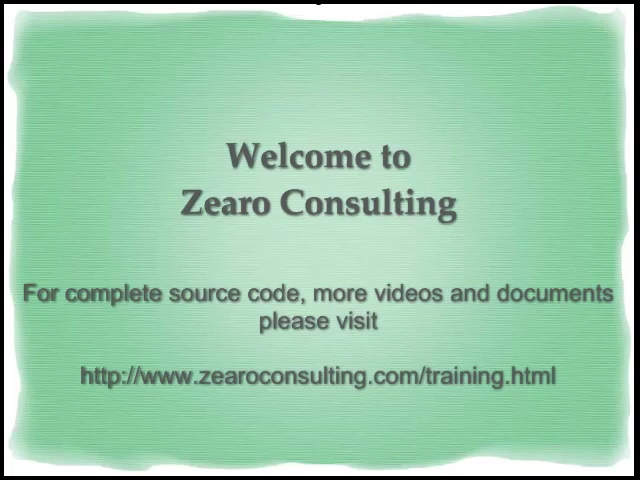 Welcome to
Zearo Consulting
For complete source code, more videos and documents
please visit
http://www.zearoconsulting.com/training.html